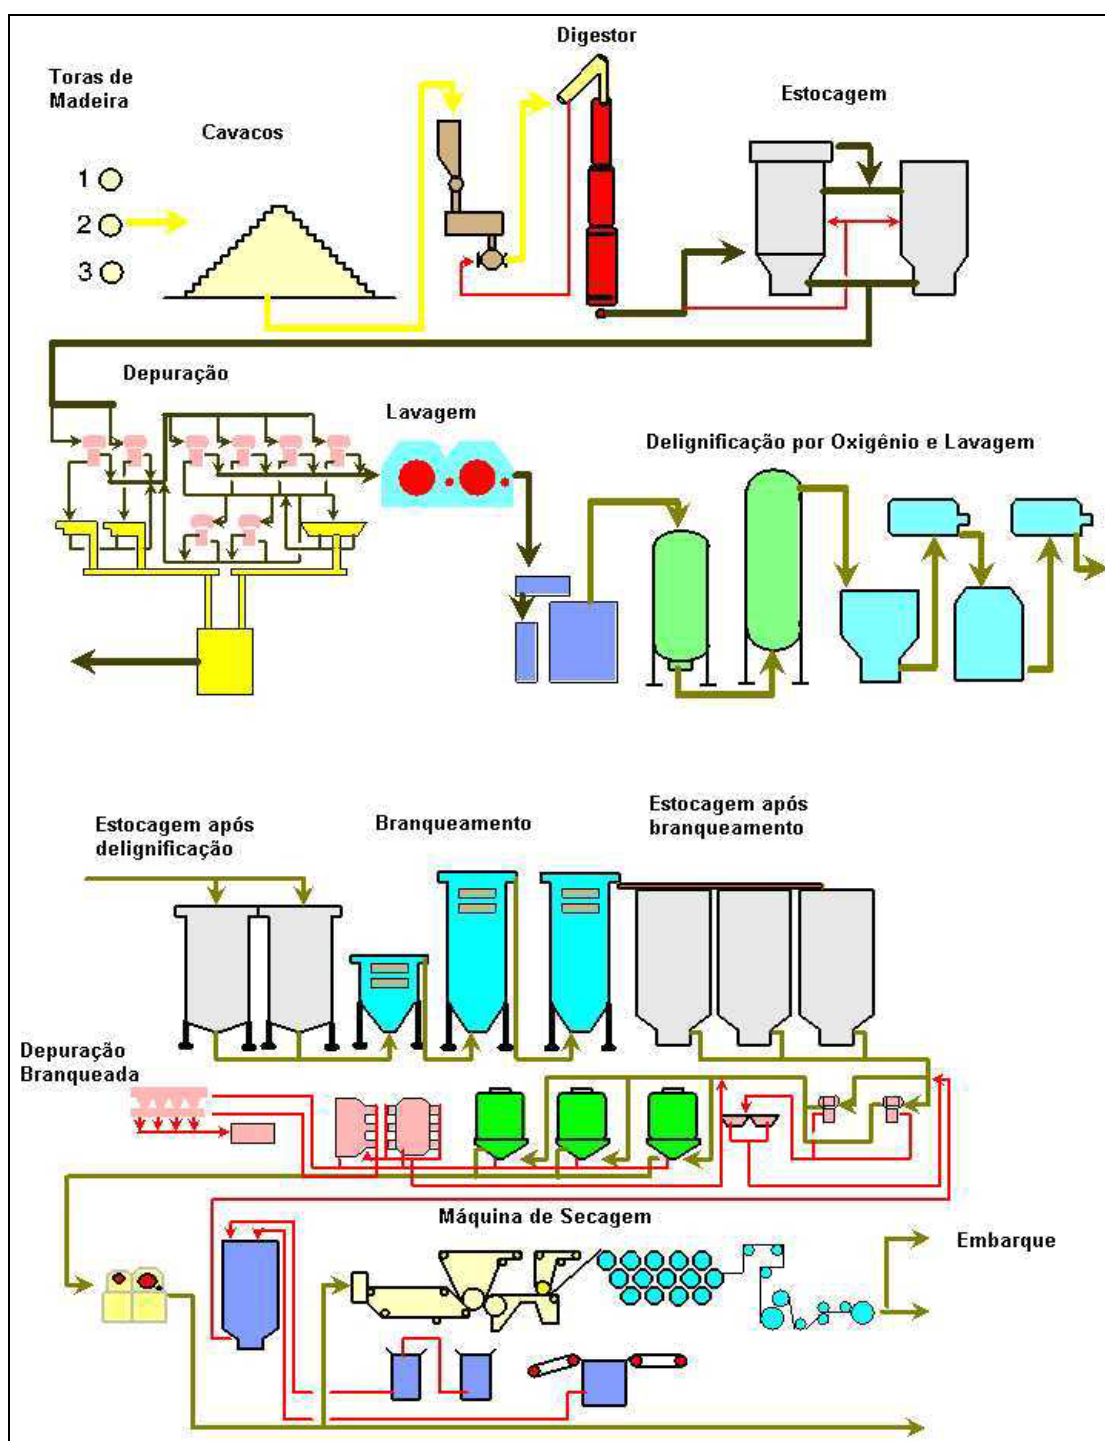 Digestor
Toras de
Madeira
Estocagem
Cavacos
1
2
3
Depuração
Lavagem
Delignificação por Oxigênio e Lavagem
Estocagem após
delignificação
Branqueamento
Estocagem após
branqueamento
Depuração
Branqueada
Máquina de Secagem
Embarque